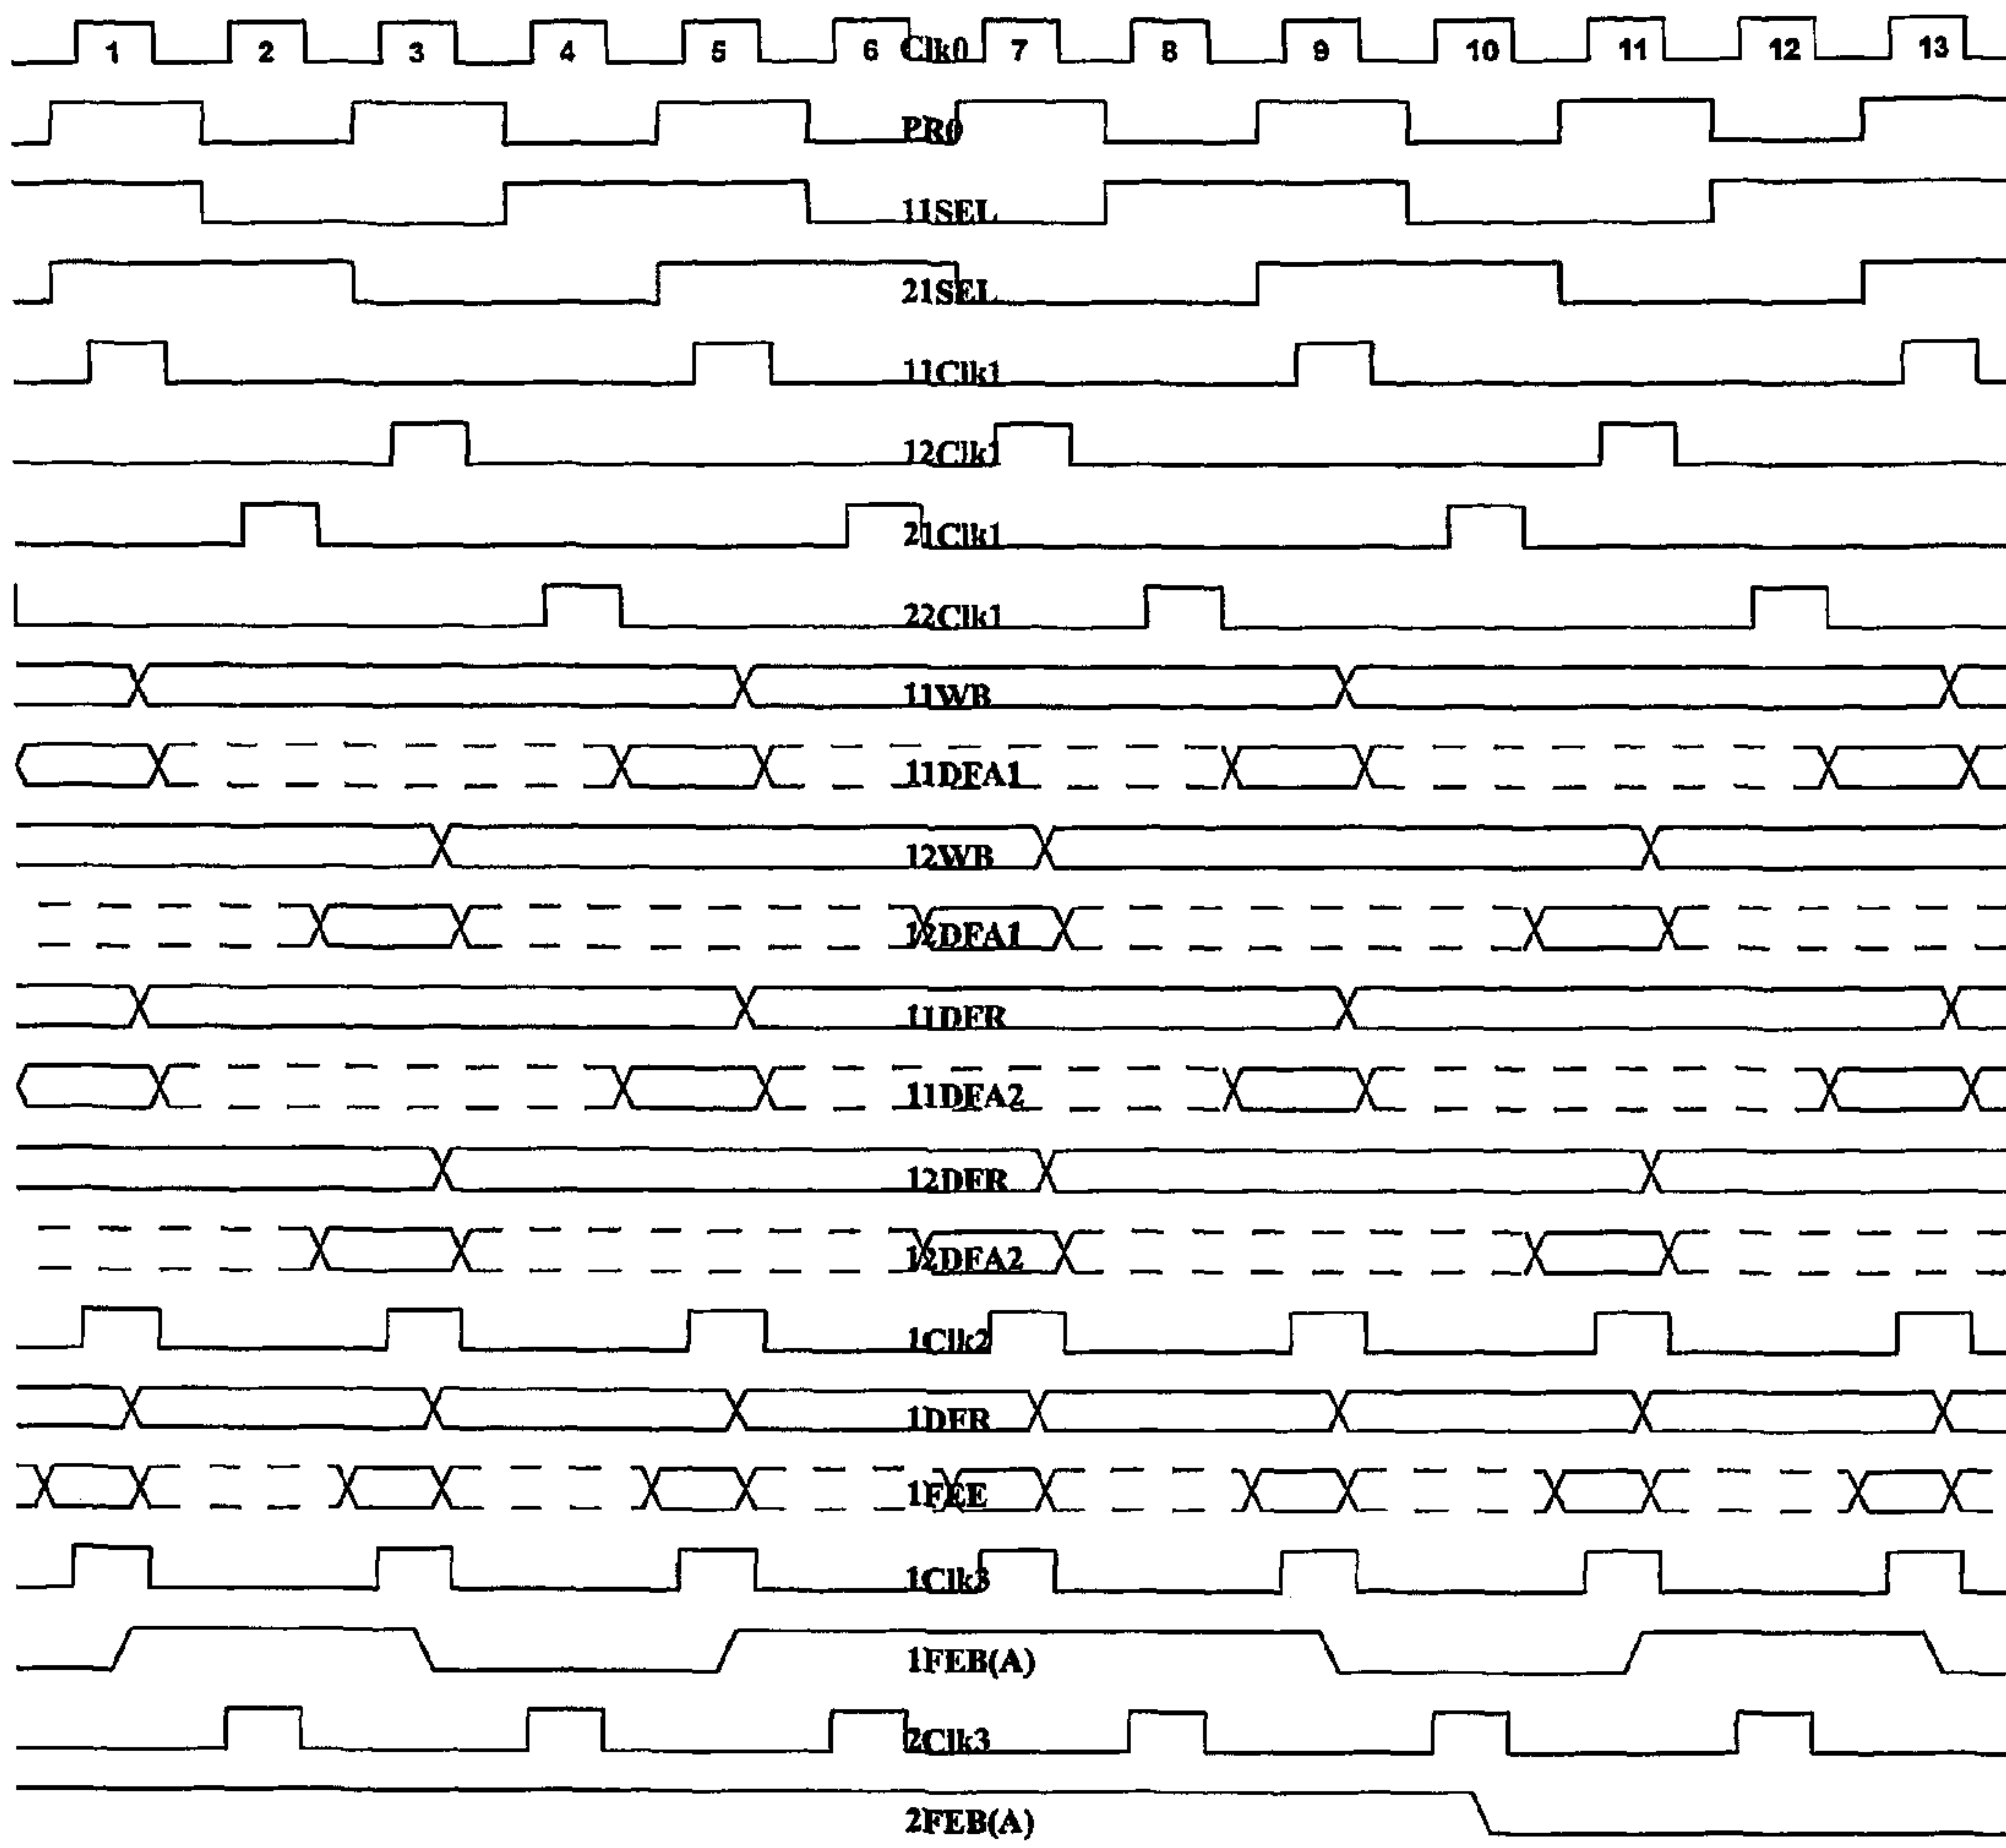 1 2 3 4 5 6 Clk0 7 8 9 10 11 12 13
PR0
11SEL
21SEL
11Clk1
12Clk1
21Clk1
22Clk1
11WB
11DFA1
12WB
12DFA1
11DFR
11DFA2
12DFR
12DFA2
1Clk2
1DFR
1FEE
1Clk3
1FEB(A)
2Clk3
2FEB(A)